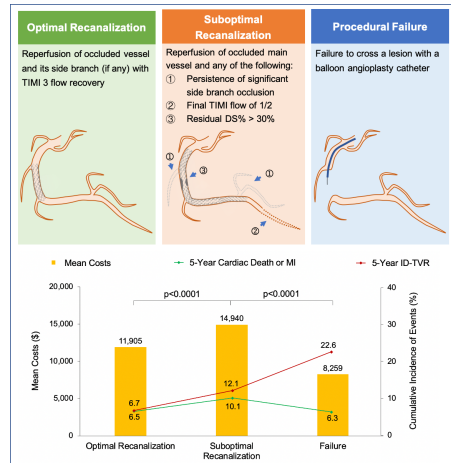 Optimal Recanalization
Reperfusion of occluded vessel
and its side branch (if any) with
TIMI 3 flow recovery
Suboptimal
Recanalization
Reperfusion of occluded main
vessel and any of the following:
① Persistence of significant
side branch occlusion
② Final TIMI flow of 1/2
③ Residual DS% > 30%
①
③
①
②
Procedural Failure
Failure to cross a lesion with a
balloon angioplasty catheter
Mean Costs
5-Year Cardiac Death or MI
5-Year ID-TVR
Mean Costs ($)
20,000
15,000
10,000
5,000
0
p<0.0001
p<0.0001
11,905
14,940
8,259
6.7
6.5
12.1
10.1
22.6
6.3
40
30
20
10
0
Cumulative Incidence of Events (%)
Optimal Recanalization
Suboptimal
Recanalization
Failure